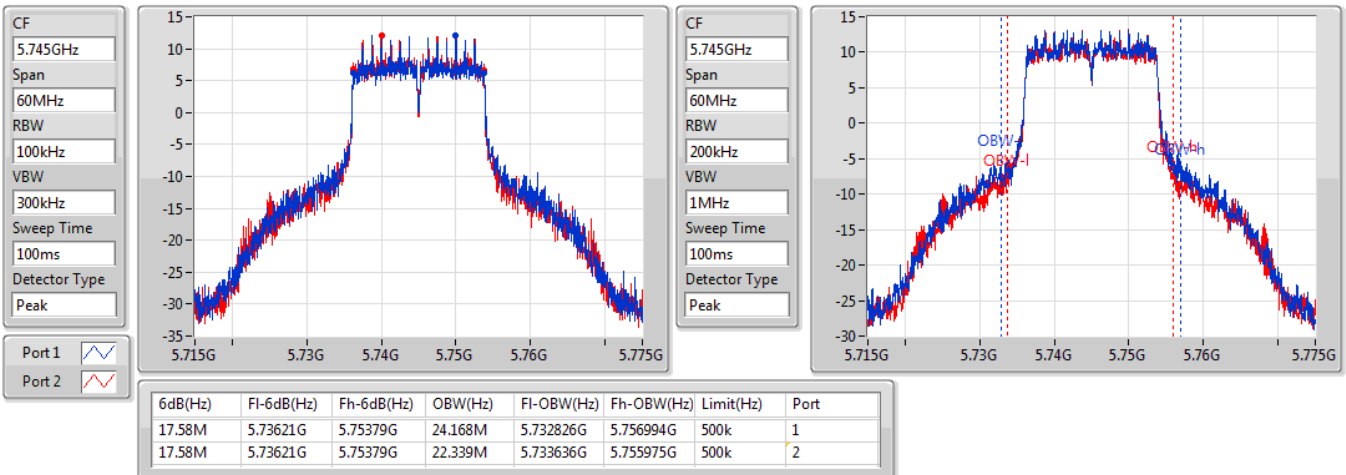 CF
5.745GHz
Span
60MHz
RBW
100kHz
VBW
300kHz
Sweep Time
100ms
Detector Type
Peak
Port 1
Port 2
15
10
5
0
-5
-10
-15
-20
-25
-30
-35
5.715G 5.73G 5.74G 5.75G 5.76G 5.775G
CF
5.745GHz
Span
60MHz
RBW
200kHz
VBW
1MHz
Sweep Time
100ms
Detector Type
Peak
15
10
5
0
-5
-10
-15
-20
-25
-30
OBW-l
OBW-h
5.715G 5.73G 5.74G 5.75G 5.76G 5.775G
6dB(Hz) Fl-6dB(Hz) Fh-6dB(Hz) OBW(Hz) Fl-OBW(Hz) Fh-OBW(Hz) Limit(Hz) Port
17.58M 5.73621G 5.75379G 24.168M 5.732826G 5.756994G 500k 1
17.58M 5.73621G 5.75379G 22.339M 5.733636G 5.755975G 500k 2